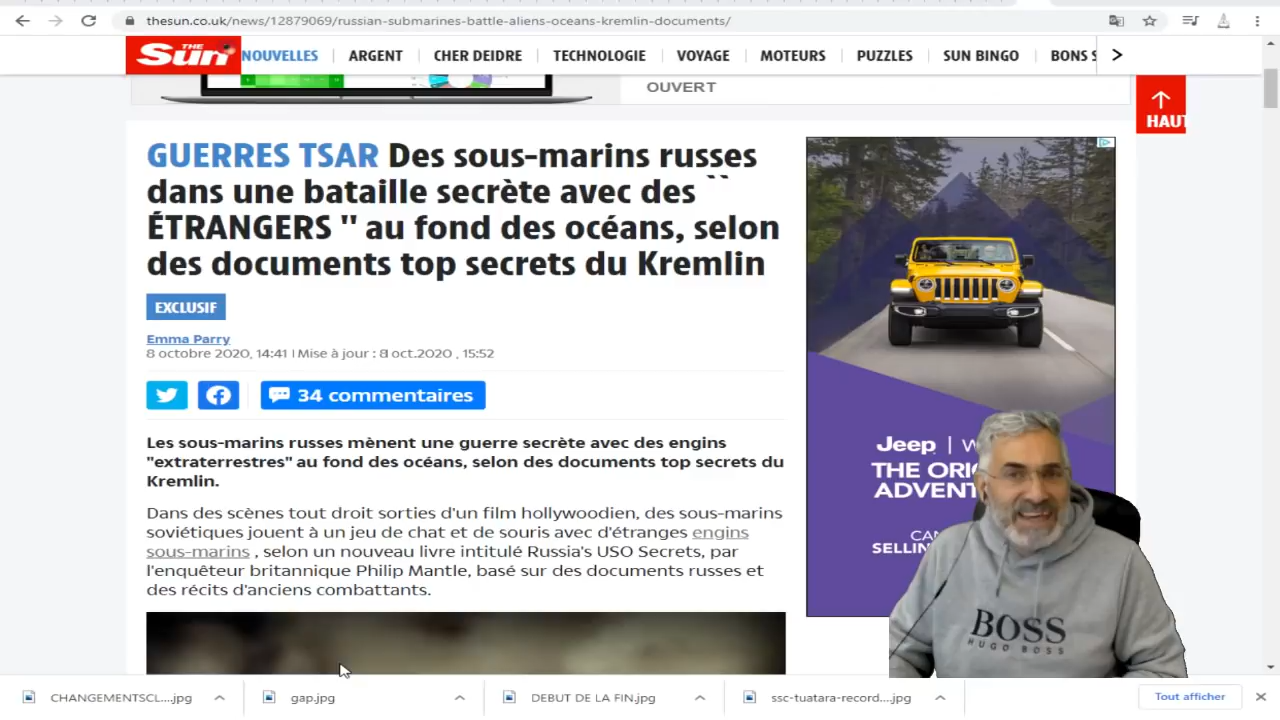 thesun.co.uk/news/12879069/russian-submarines-battle-aliens-oceans-kremlin-documents/
THE Sun
NOUVELLES
ARGENT
CHER DEIDRE
TECHNOLOGIE
VOYAGE
MOTEURS
PUZZLES
SUN BINGO
BONS S
OUVERT
HAUT
GUERRES TSAR Des sous-marins russes
dans une bataille secrète avec des ``
ÉTRANGERS '' au fond des océans, selon
des documents top secrets du Kremlin
EXCLUSIF
Emma Parry
8 octobre 2020, 14:41 | Mise à jour : 8 oct.2020 , 15:52
34 commentaires
Les sous-marins russes mènent une guerre secrète avec des engins
"extraterrestres" au fond des océans, selon des documents top secrets du
Kremlin.
Dans des scènes tout droit sorties d'un film hollywoodien, des sous-marins
soviétiques jouent à un jeu de chat et de souris avec d'étranges engins
sous-marins , selon un nouveau livre intitulé Russia's USO Secrets, par
l'enquêteur britannique Philip Mantle, basé sur des documents russes et
des récits d'anciens combattants.
Jeep | W
THE ORI
ADVENT
CA
SELLIN
BOSS
HUGO BOSS
CHANGEMENTSCL....jpg
gap.jpg
DEBUT DE LA FIN.jpg
ssc-tuatara-record....jpg
Tout afficher